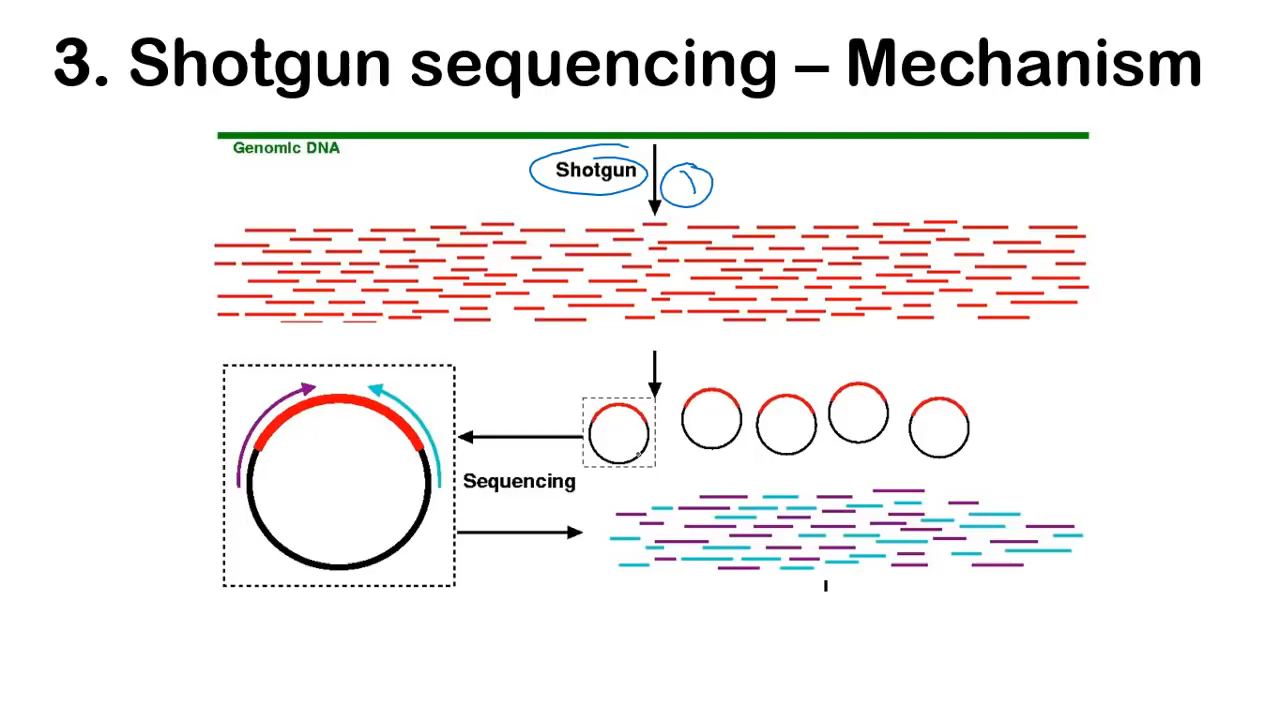 3. Shotgun sequencing – Mechanism
Genomic DNA
Shotgun
Sequencing